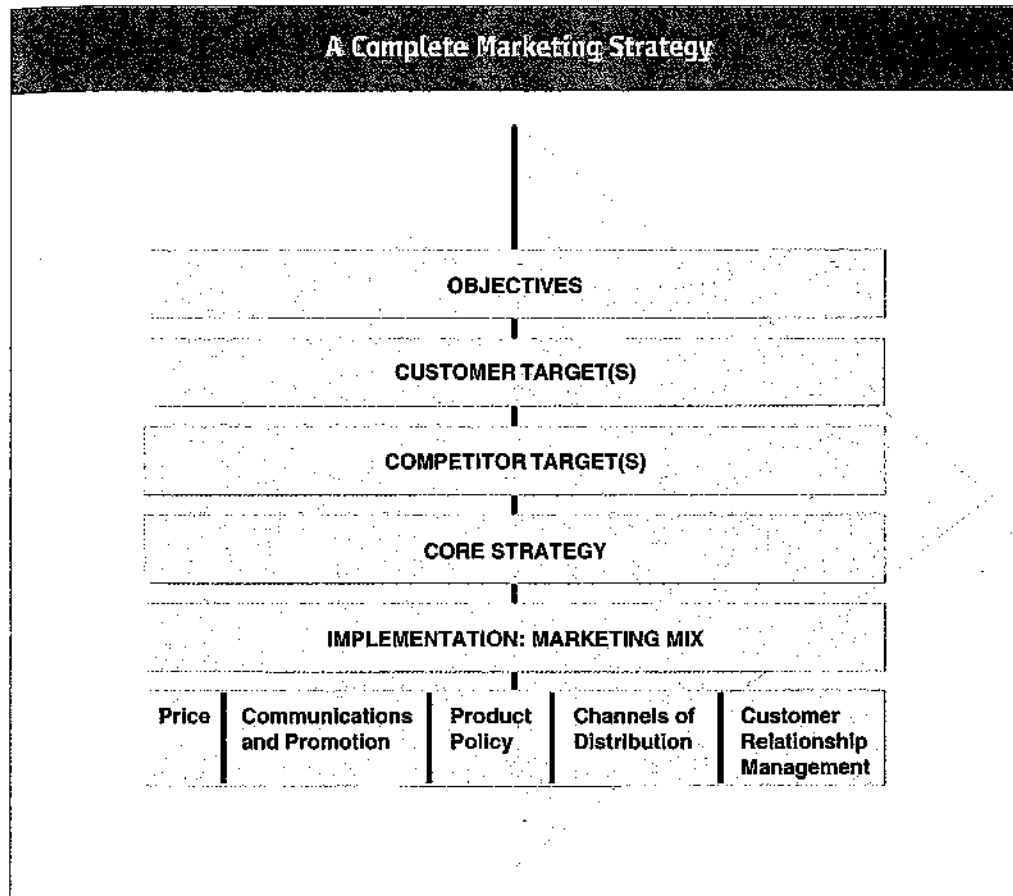 A Complete Marketing Strategy
OBJECTIVES
CUSTOMER TARGET(S)
COMPETITOR TARGET(S)
CORE STRATEGY
IMPLEMENTATION: MARKETING MIX
Price
Communications
and Promotion
Product
Policy
Channels of
Distribution
Customer
Relationship
Management